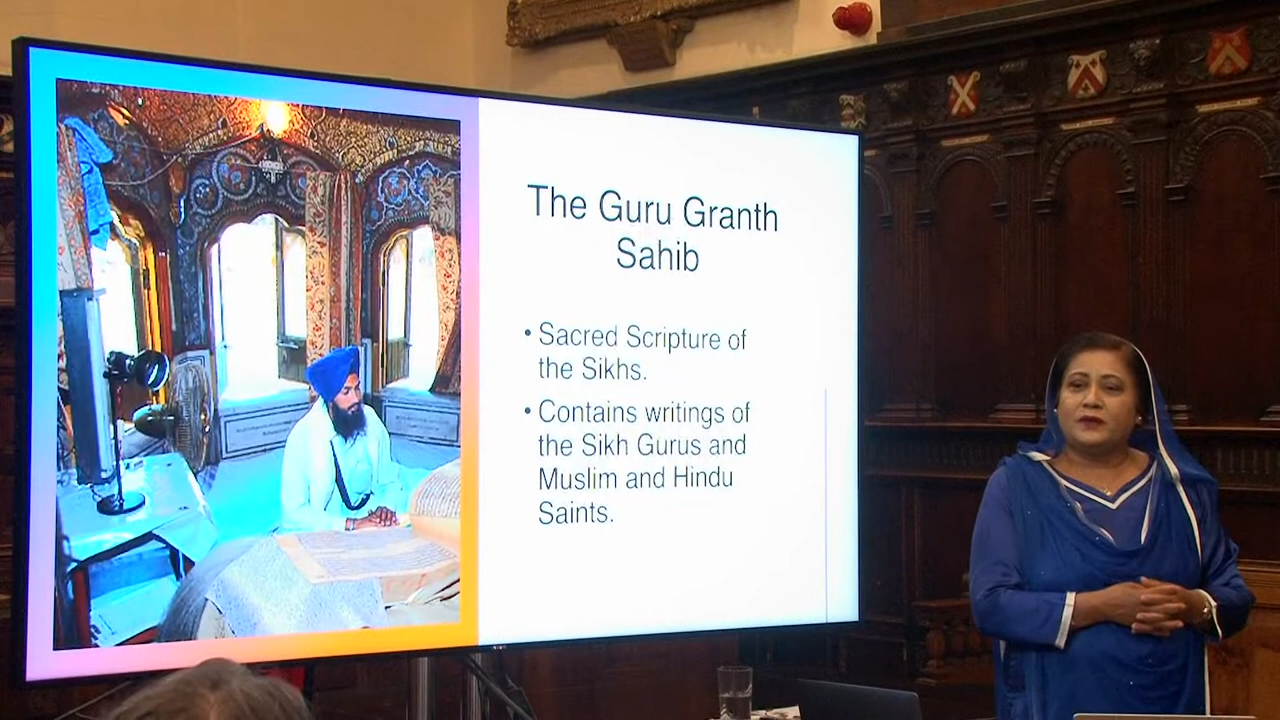 The Guru Granth
Sahib
• Sacred Scripture of
the Sikhs.
• Contains writings of
the Sikh Gurus and
Muslim and Hindu
Saints.